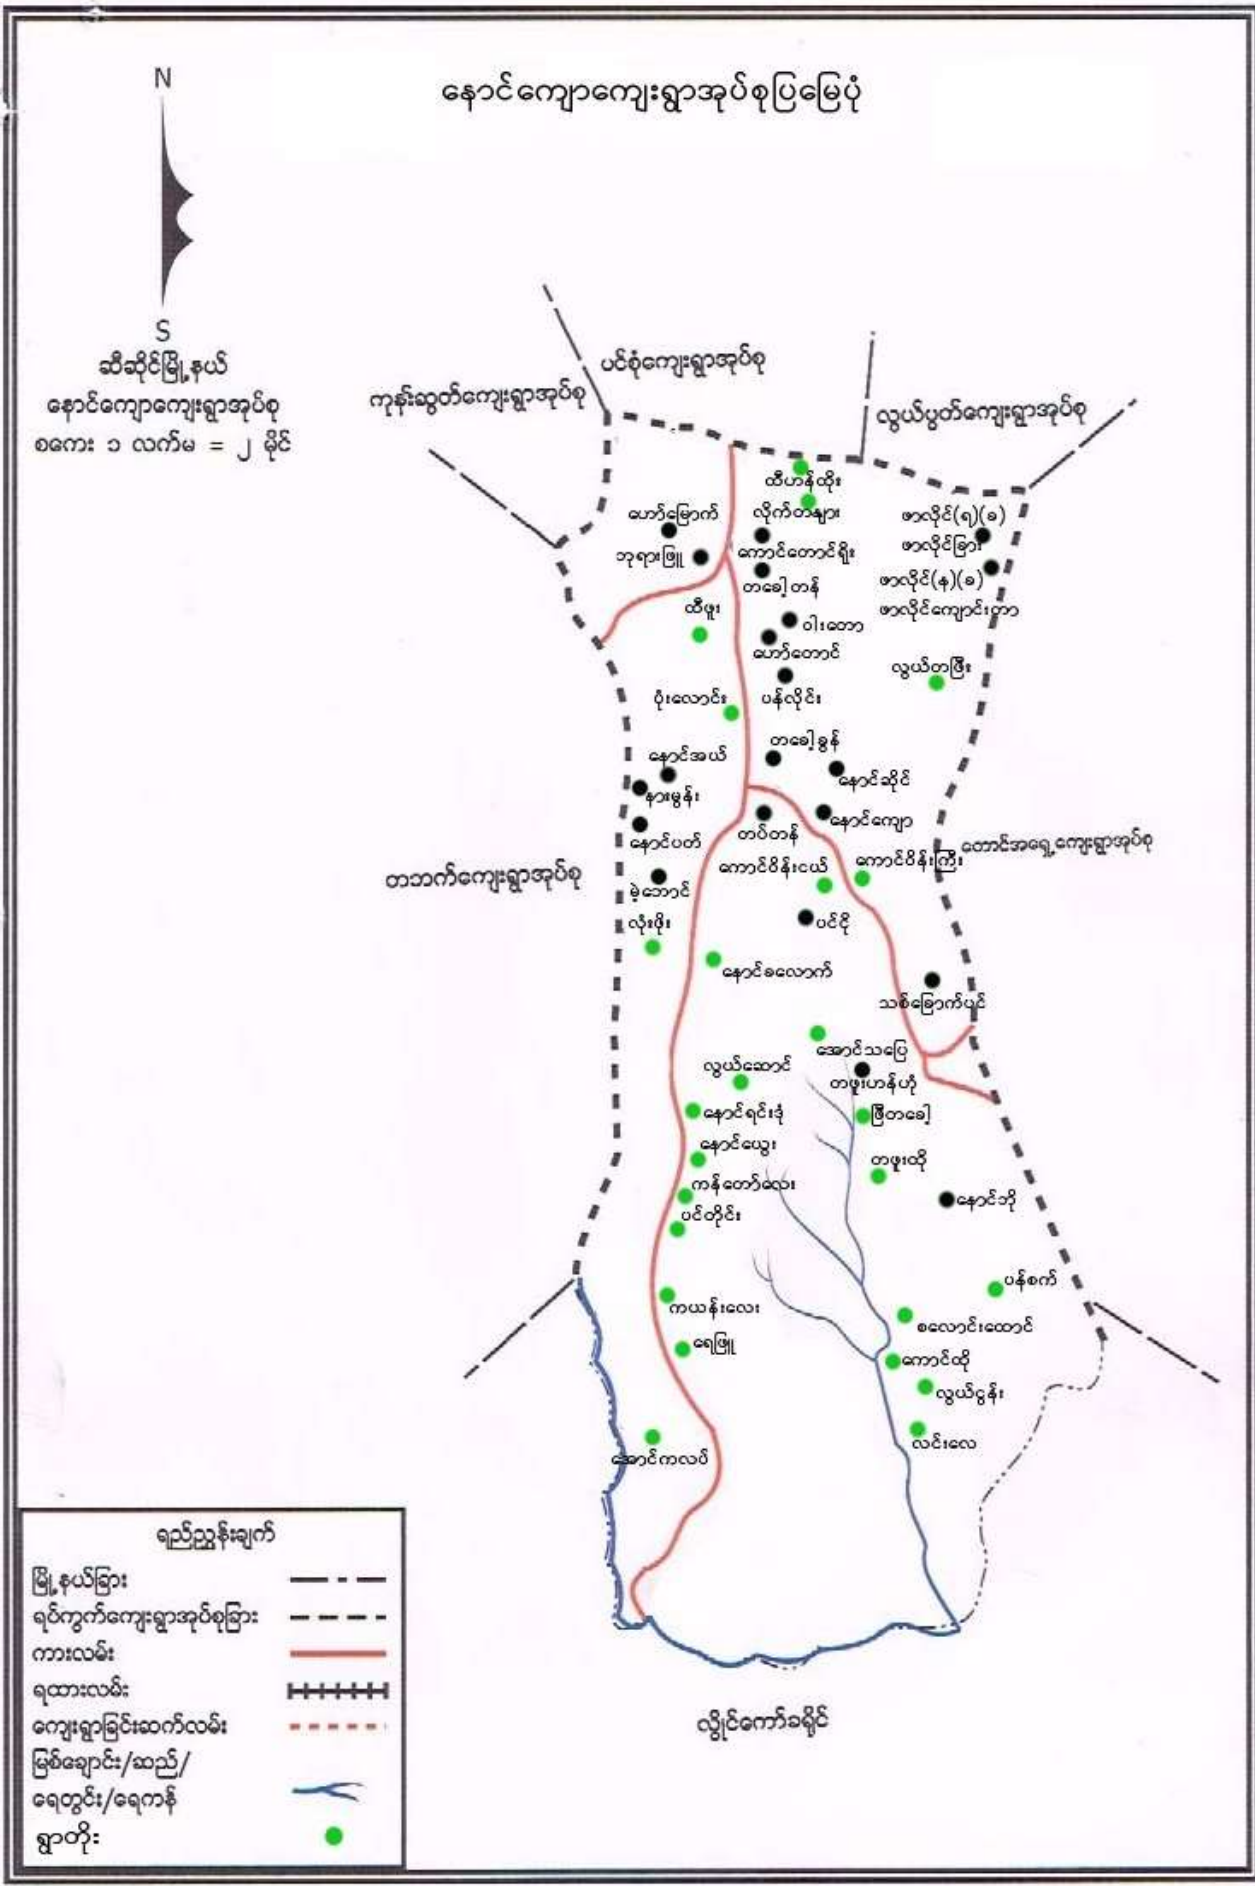 နောင်ကျောကျေးရွာအုပ်စုပြမြေပုံ
N
S
ဆီဆိုင်မြို့နယ်
နောင်ကျောကျေးရွာအုပ်စု
စကေး ၁ လက်မ = ၂ မိုင်
ပင်စုံကျေးရွာအုပ်စု
ကုန်းဆွတ်ကျေးရွာအုပ်စု
လွယ်ပွတ်ကျေးရွာအုပ်စု
ထီဟန်ထိုး
ဟော်မြောက်
လိုက်တနျား
ဖာလိုင်(ရ)(ခ)
ဘုရားဖြူ
ကောင်တောင်ရိုး
ဖာလိုင်ခြား
တခေါ့တန်
ဖာလိုင်(န)(ခ)
ထီဖူး
ဝါးတော
ဖာလိုင်ကျောင်းတာ
ဟော်တောင်
လွယ်တဖြီး
ပုံးလောင်း
ပန်လိုင်း
တခေါ့ခွန်
နောင်အယ်
နောင်ဆိုင်
နားမွန်း
နောင်ပတ်
တပ်တန်
နောင်ကျော
တောင်အရှေ့ကျေးရွာအုပ်စု
တဘက်ကျေးရွာအုပ်စု
ကောင်ဝိန်းငယ်
ကောင်ဝိန်းကြီး
မဲ့ဘောင်
လုံးဖိုး
ပင်ငို
နောင်ခလောက်
သစ်ခြောက်ပင်
အောင်သပြေ
လွယ်ဆောင်
တဖူးဟန်ဟုံ
နောင်ရင်းဒုံ
ဖြီတခေါ့
နောင်ယွေး
တဖူးထို
ကန်တော်လေး
နောင်ဘို
ပင်တိုင်း
ပန်စက်
ကယန်းလေး
စလောင်းထောင်
ရေဖြူ
ကောင်ထို
လွယ်ငွန်း
အောင်ကလပ်
လင်းလေ
လွိုင်ကော်ခရိုင်
ရည်ညွှန်းချက်
မြို့နယ်ခြား
ရပ်ကွက်ကျေးရွာအုပ်စုခြား
ကားလမ်း
ရထားလမ်း
ကျေးရွာခြင်းဆက်လမ်း
မြစ်ချောင်း/ဆည်/
ရေတွင်း/ရေကန်
ရွာတိုး